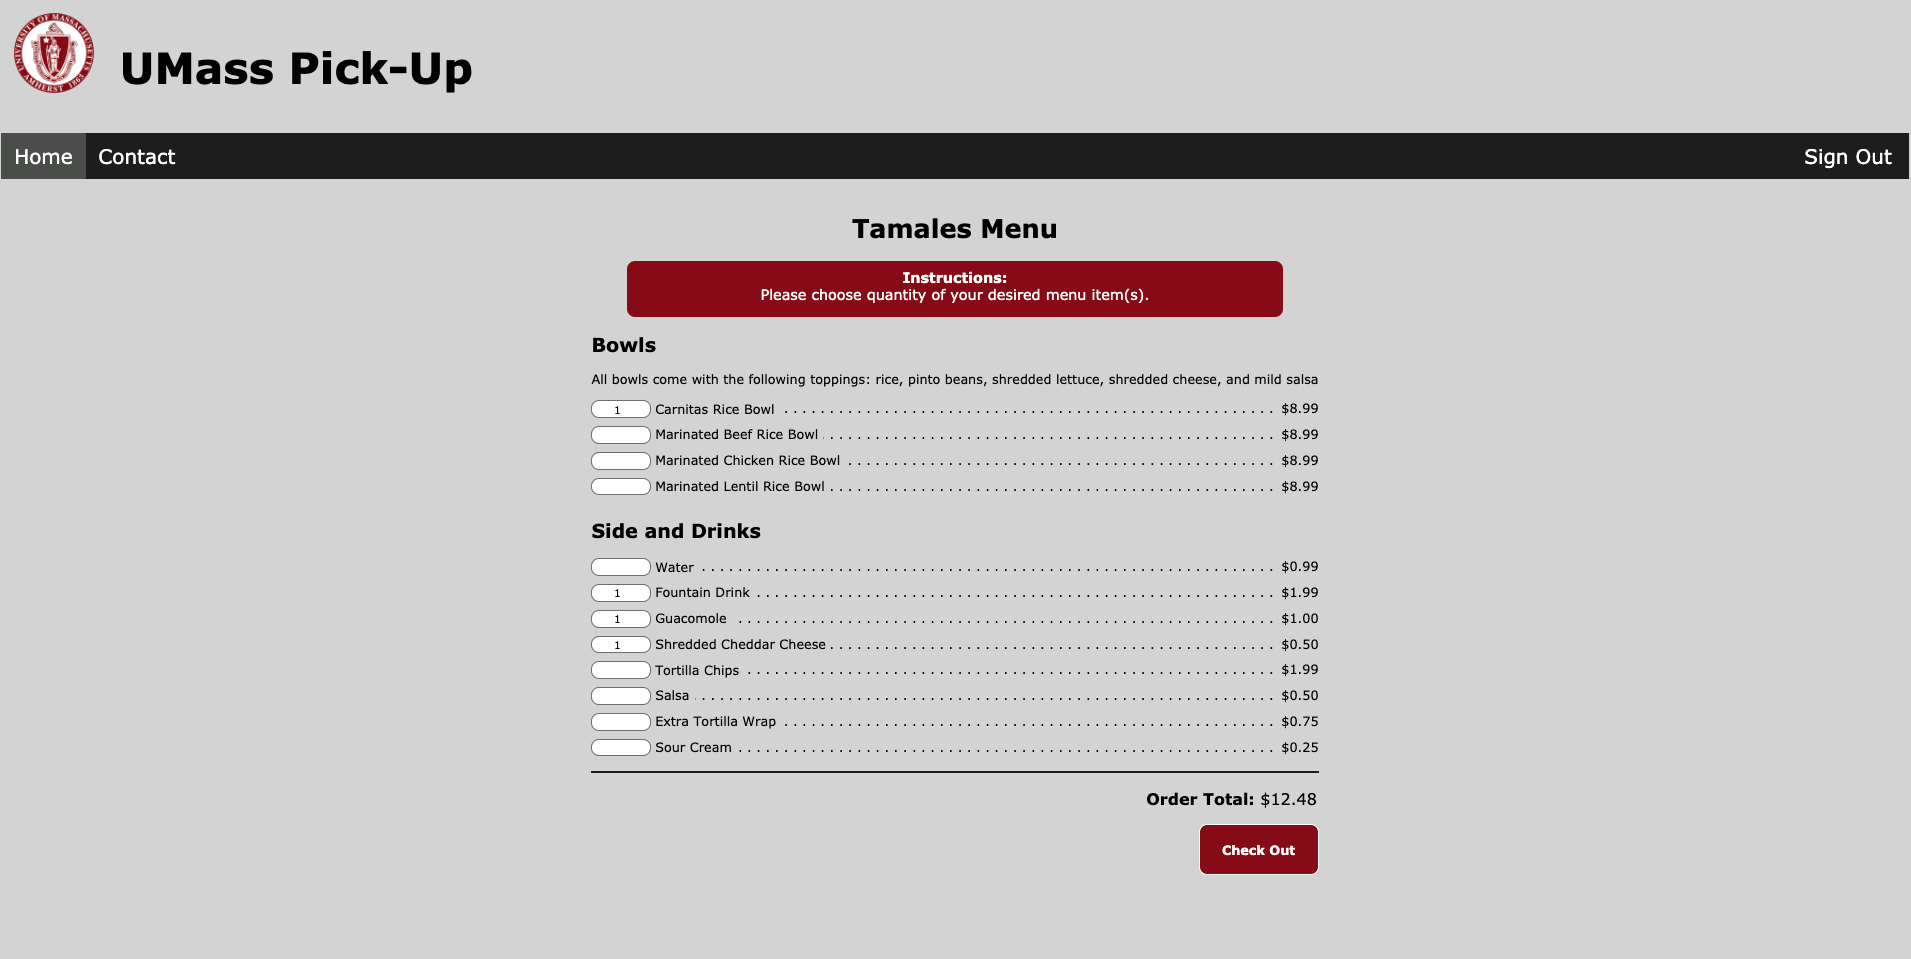 UNIVERSITY OF MASSACHUSETTS
AMHERST 1863
UMass Pick-Up
Home Contact Sign Out
Tamales Menu
Instructions:
Please choose quantity of your desired menu item(s).
Bowls
All bowls come with the following toppings: rice, pinto beans, shredded lettuce, shredded cheese, and mild salsa
1 Carnitas Rice Bowl $8.99
Marinated Beef Rice Bowl $8.99
Marinated Chicken Rice Bowl $8.99
Marinated Lentil Rice Bowl $8.99
Side and Drinks
Water $0.99
1 Fountain Drink $1.99
1 Guacomole $1.00
1 Shredded Cheddar Cheese $0.50
Tortilla Chips $1.99
Salsa $0.50
Extra Tortilla Wrap $0.75
Sour Cream $0.25
Order Total: $12.48
Check Out